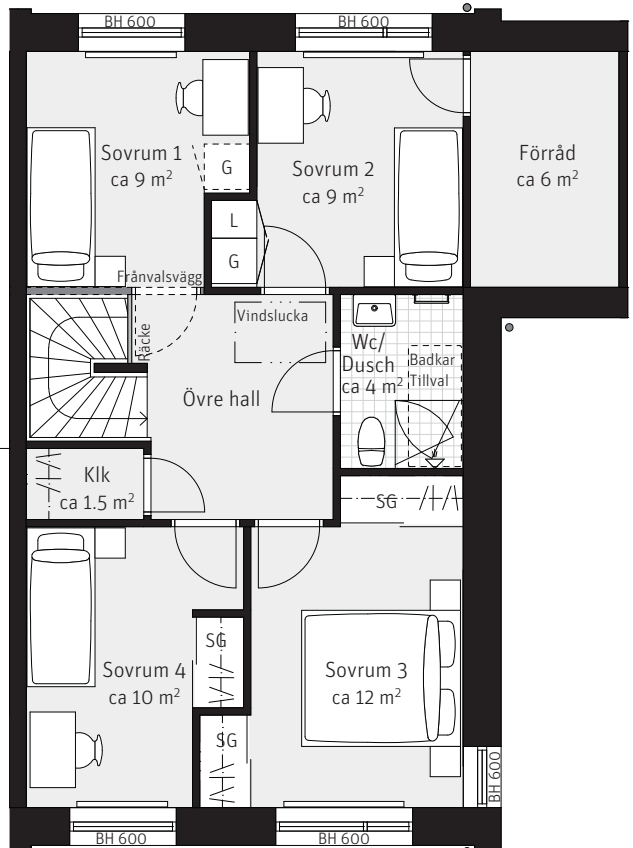 BH 600
BH 600
Sovrum 1
ca 9 m²
G
Sovrum 2
ca 9 m²
Förråd
ca 6 m²
L
G
Frånvalsvägg
Räcke
Vindslucka
Wc/
Dusch
ca 4 m²
Badkar
Tillval
Övre hall
Klk
ca 1.5 m²
SG
SG
Sovrum 4
ca 10 m²
Sovrum 3
ca 12 m²
SG
BH 600
BH 600
BH 600